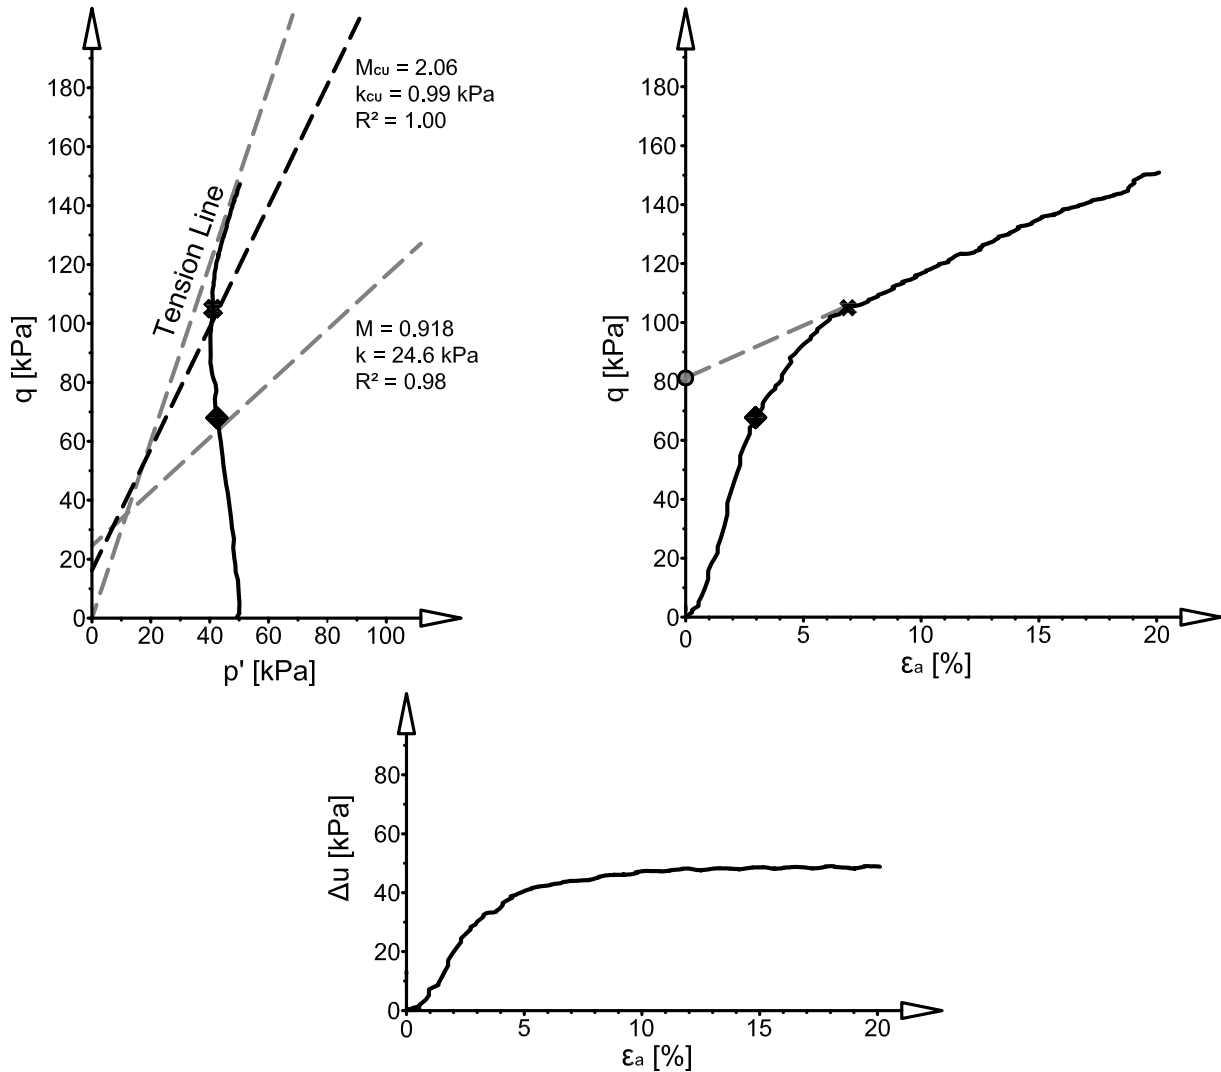 180
160
140
120
100
80
60
40
20
0
q [kPa]
0 20 40 60 80 100
p' [kPa]
Tension Line
Mcu = 2.06
kcu = 0.99 kPa
R² = 1.00
M = 0.918
k = 24.6 kPa
R² = 0.98
180
160
140
120
100
80
60
40
20
0
q [kPa]
0 5 10 15 20
εa [%]
80
60
40
20
0
Δu [kPa]
0 5 10 15 20
εa [%]